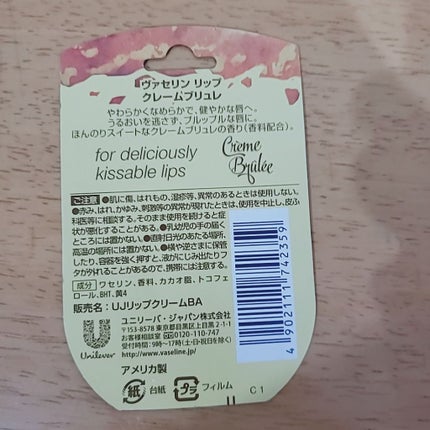 ヴァセリン リップ
クレームブリュレ
やわらかくなめらかで、健やかな唇へ。
うるおいを逃さず、プルップルな唇に。
ほんのりスイートなクレームブリュレの香り(香料配合)。
for deliciously
kissable lips
Crème
Brûlée
ご注意 ●肌に傷、はれもの、湿疹等、異常のあるときは使用しない。
●赤み、はれ、かゆみ、刺激等の異常が現れたときは、使用を中止し、皮ふ
科医等に相談する。そのまま使用を続けると症
状が悪化することがある。●乳幼児の手の届く
ところには置かない。●直射日光のあたる場所、
高温の場所には置かない。●横や逆さまに保管
したり、容器を強く押すと、液がにじみ出たりフ
タが外れることがあるので、携帯には注意する。
成分 ワセリン、香料、カカオ脂、トコフェ
ロール、BHT、黄4
販売名:UJリップクリームBA
ユニリーバ・ジャパン株式会社
〒153-8578 東京都目黒区上目黒2-1-1
お客様相談室 0120-110-747
受付時間:9時〜17時(土・日・祝日を除く)
http://www.vaseline.jp/
Unilever
アメリカ製
紙 台紙 プラ フィルム
C 1
4902111742359